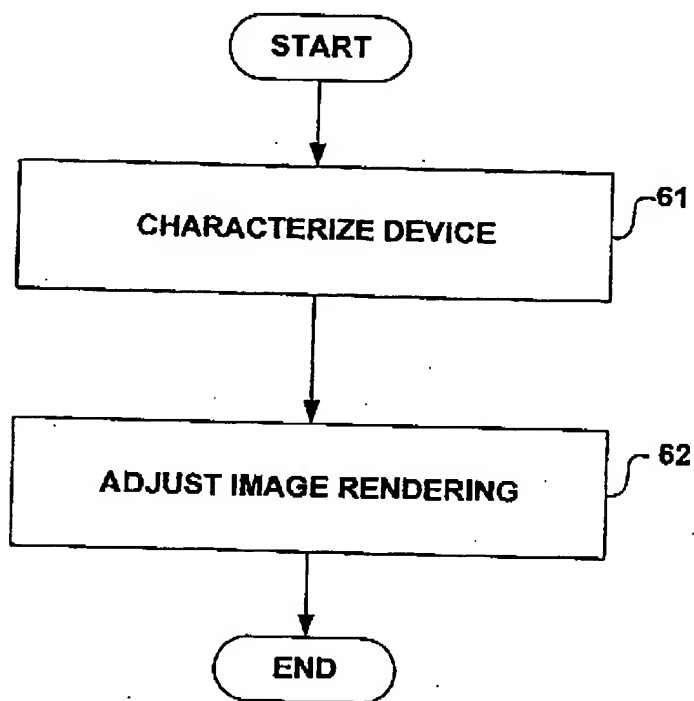 START
CHARACTERIZE DEVICE
61
ADJUST IMAGE RENDERING
62
END